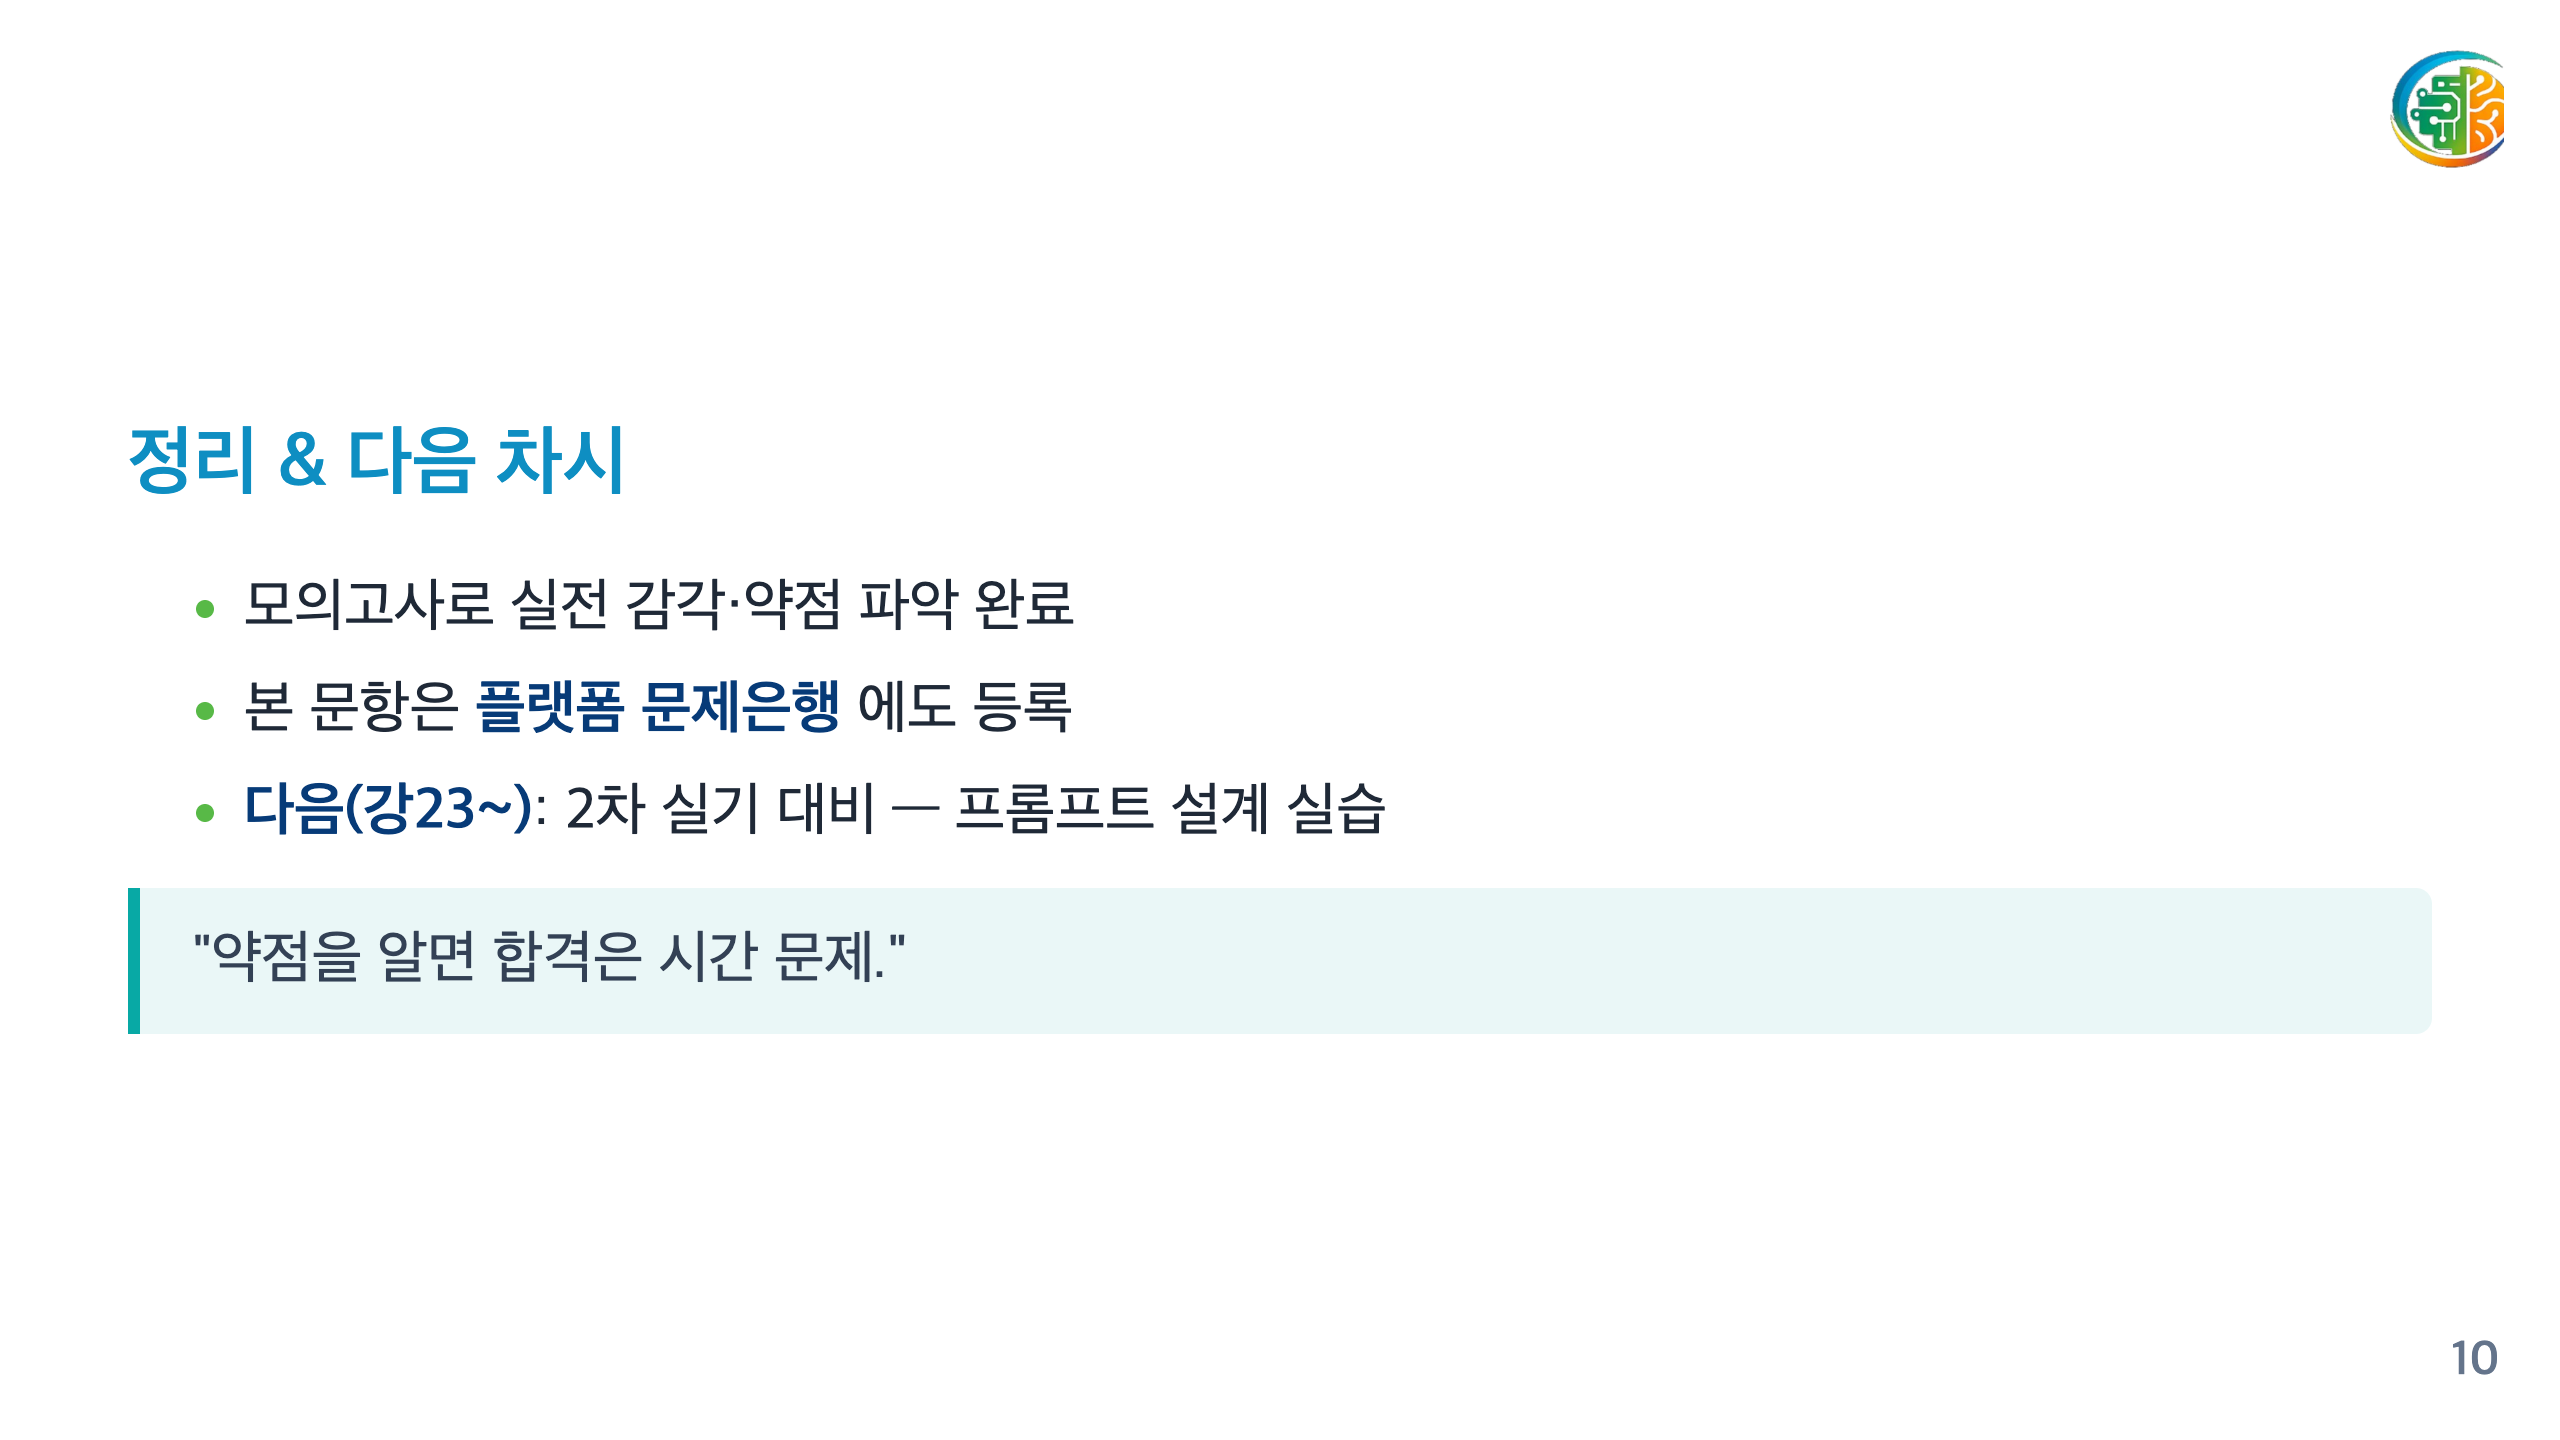 정리 & 다음 차시
모의고사로 실전 감각·약점 파악 완료
본 문항은 플랫폼 문제은행 에도 등록
다음(강23~): 2차 실기 대비 — 프롬프트 설계 실습
"약점을 알면 합격은 시간 문제."
10